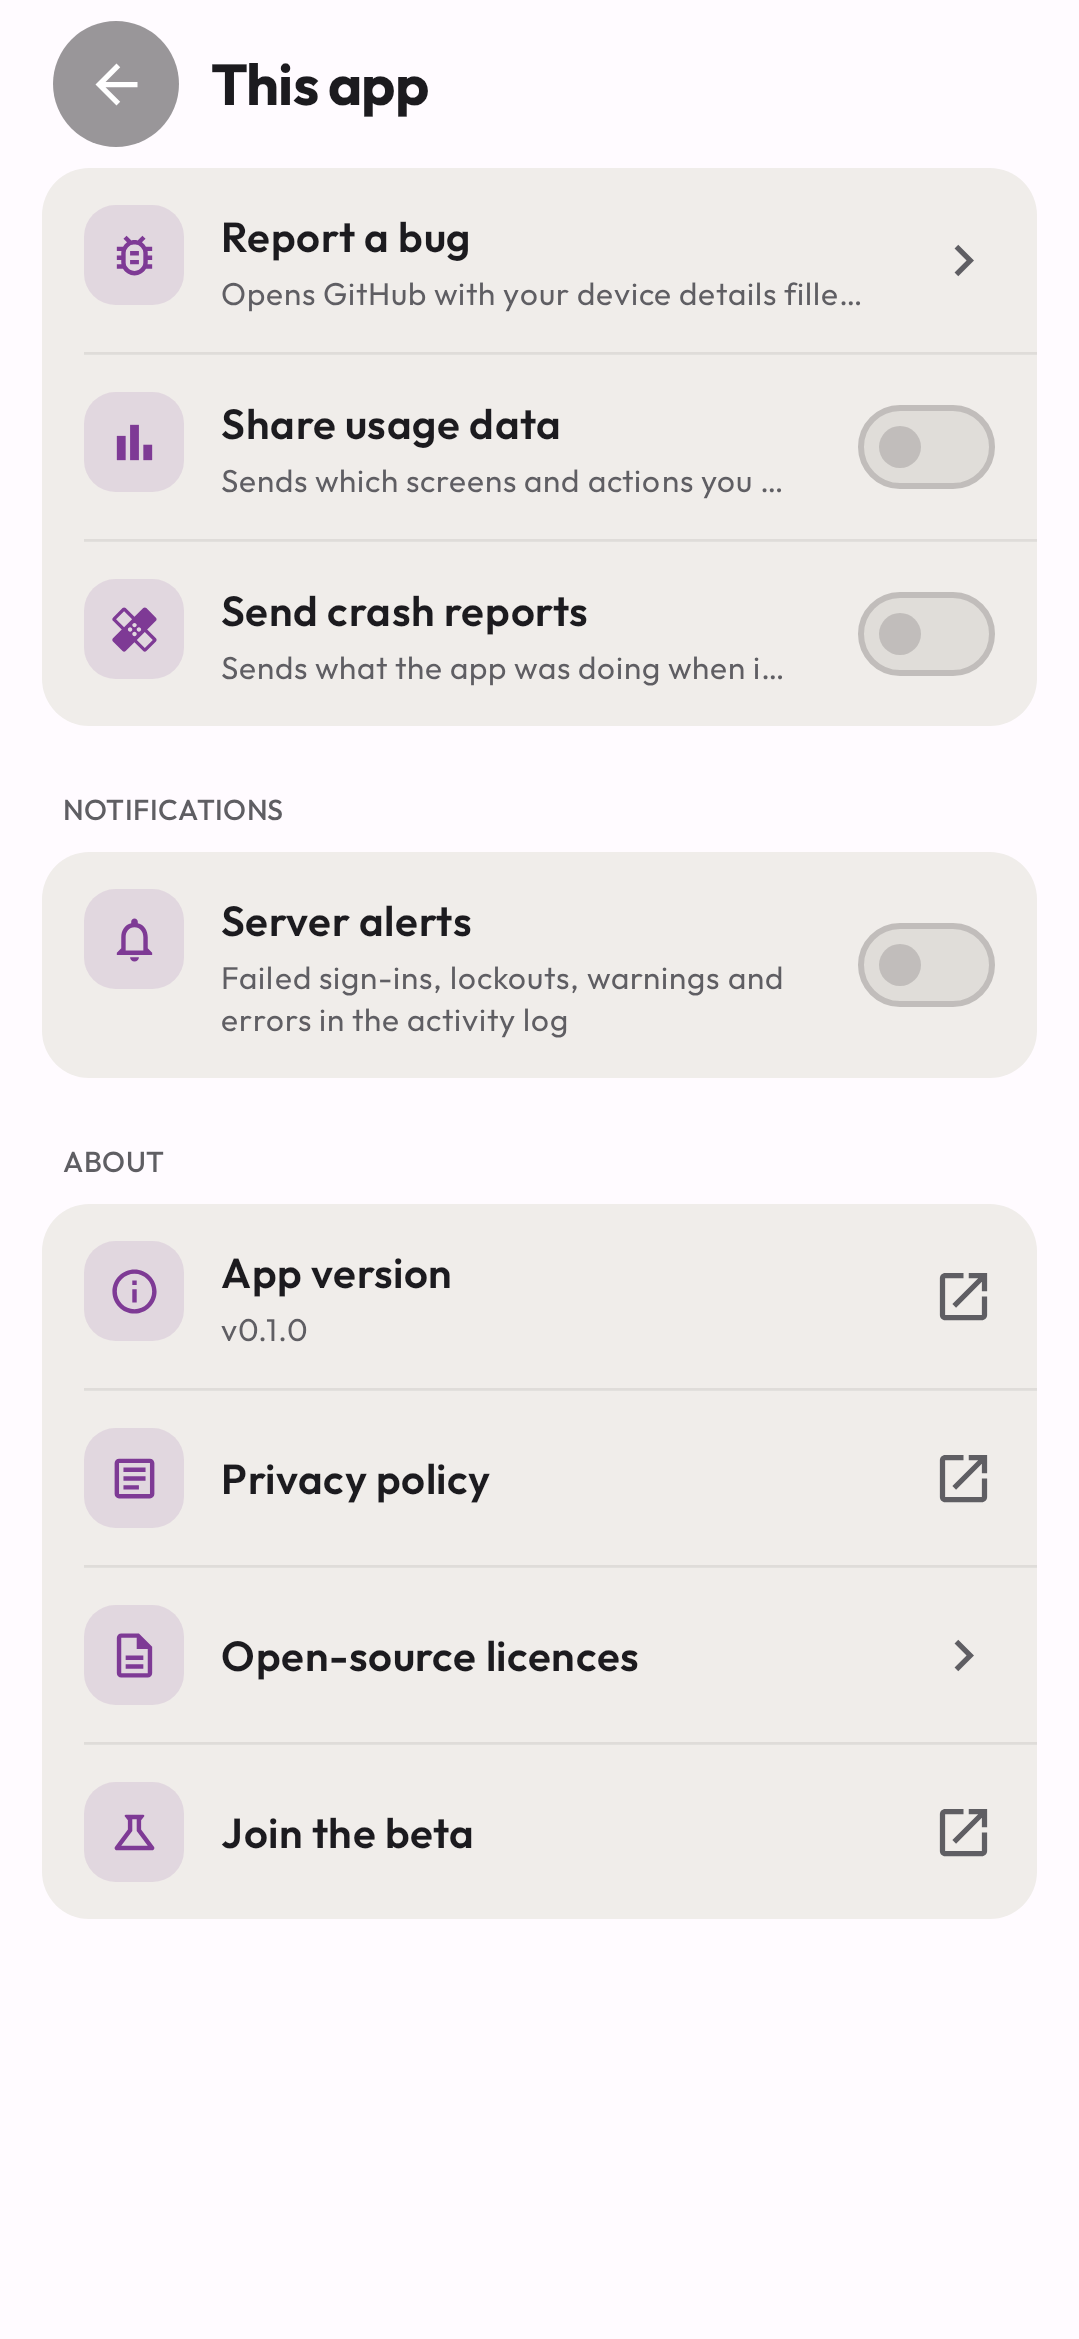 This app
Report a bug
Opens GitHub with your device details fille...
Share usage data
Sends which screens and actions you ...
Send crash reports
Sends what the app was doing when i...
NOTIFICATIONS
Server alerts
Failed sign-ins, lockouts, warnings and
errors in the activity log
ABOUT
App version
v0.1.0
Privacy policy
Open-source licences
Join the beta